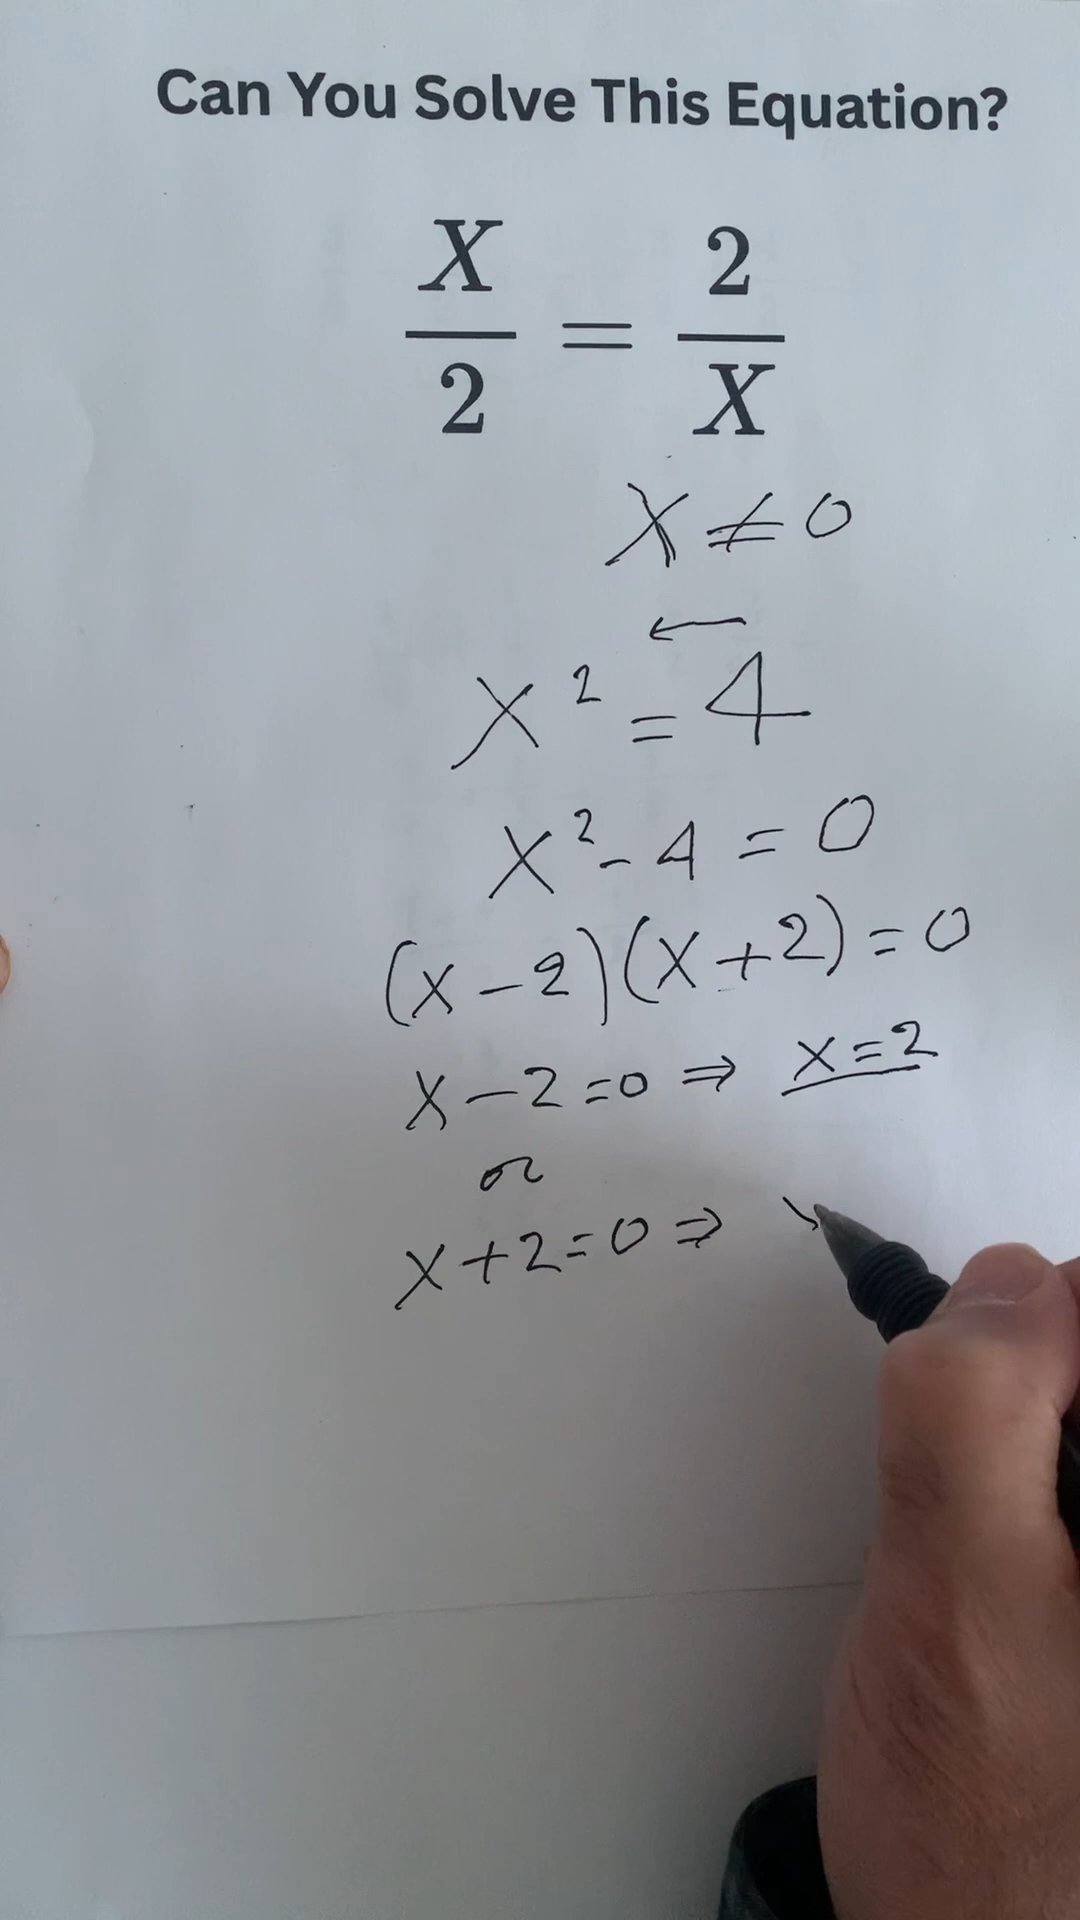 Can You Solve This Equation?
X/2 = 2/X
X ≠ 0
←
X² = 4
X² - 4 = 0
(X - 2)(X + 2) = 0
X - 2 = 0 ⇒ X = 2
or
X + 2 = 0 ⇒